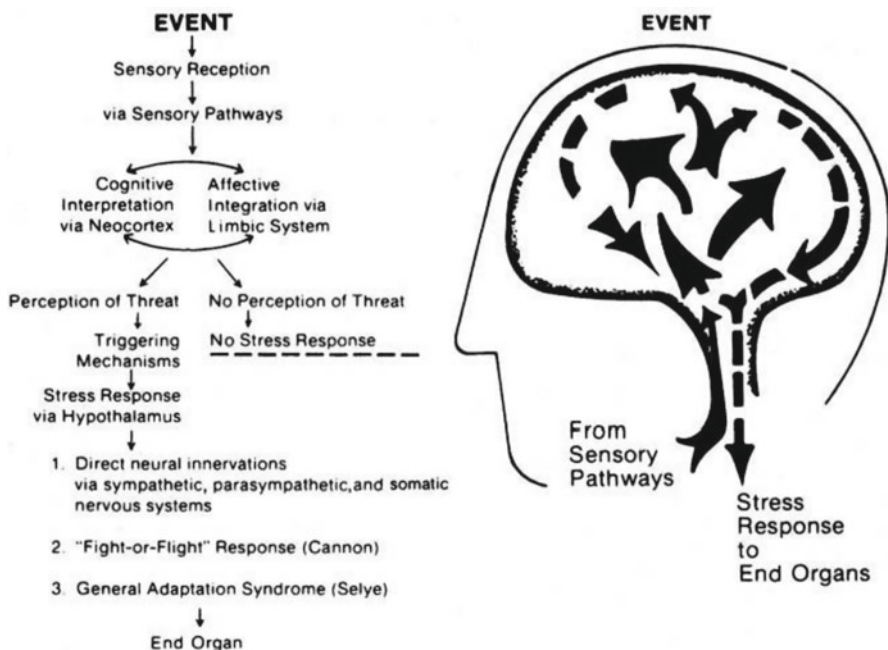 EVENT
Sensory Reception
via Sensory Pathways
Cognitive
Interpretation
via Neocortex
Affective
Integration via
Limbic System
Perception of Threat
No Perception of Threat
Triggering
Mechanisms
No Stress Response
Stress Response
via Hypothalamus
1. Direct neural innervations
via sympathetic, parasympathetic,and somatic
nervous systems
2. "Fight-or-Flight" Response (Cannon)
3. General Adaptation Syndrome (Selye)
End Organ
EVENT
From
Sensory
Pathways
Stress
Response
to
End Organs